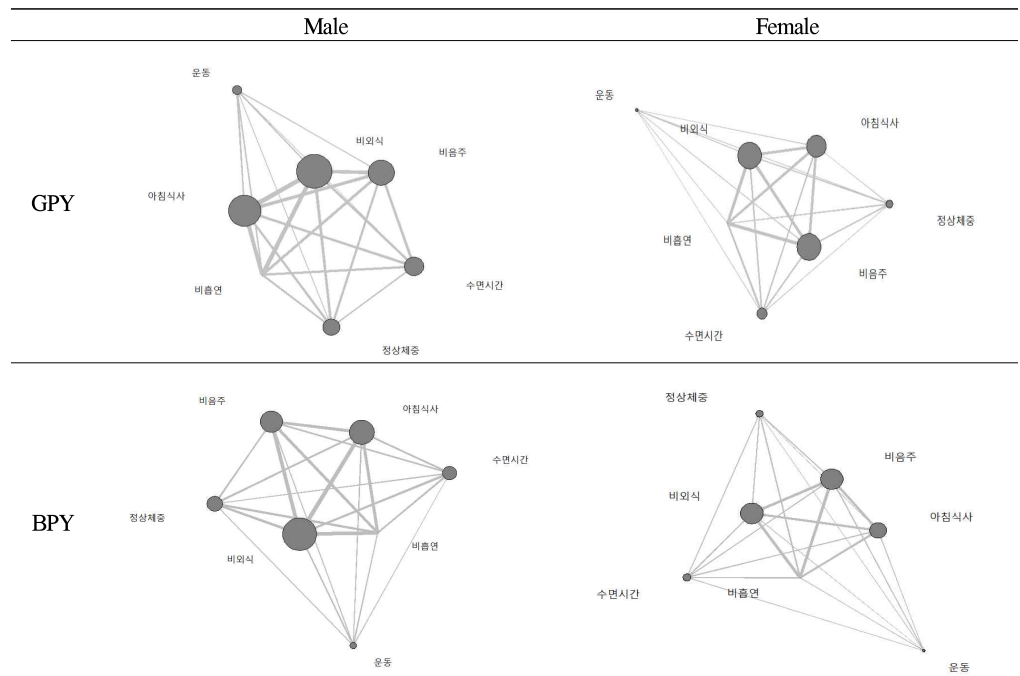 Male Female
운동
비외식
비음주
아침식사
GPY
비흡연
수면시간
정상체중
운동
비외식
아침식사
정상체중
비흡연
비음주
수면시간
비음주
아침식사
수면시간
BPY
정상체중
비외식
비흡연
운동
정상체중
비음주
비외식
아침식사
수면시간
비흡연
운동